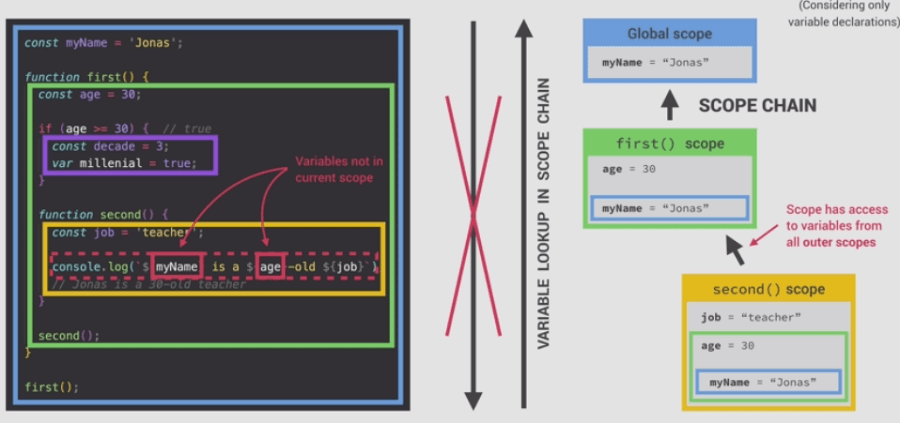 const myName = 'Jonas';
function first() {
const age = 30;
if (age >= 30) { // true
const decade = 3;
var millenial = true;
}
function second() {
const job = 'teacher';
console.log(`${myName} is a ${age}-old ${job}`)
// Jonas is a 30-old teacher
}
second();
}
first();
Variables not in
current scope
VARIABLE LOOKUP IN SCOPE CHAIN
(Considering only
variable declarations)
Global scope
myName = “Jonas”
SCOPE CHAIN
first() scope
age = 30
myName = “Jonas”
Scope has access
to variables from
all outer scopes
second() scope
job = “teacher”
age = 30
myName = “Jonas”